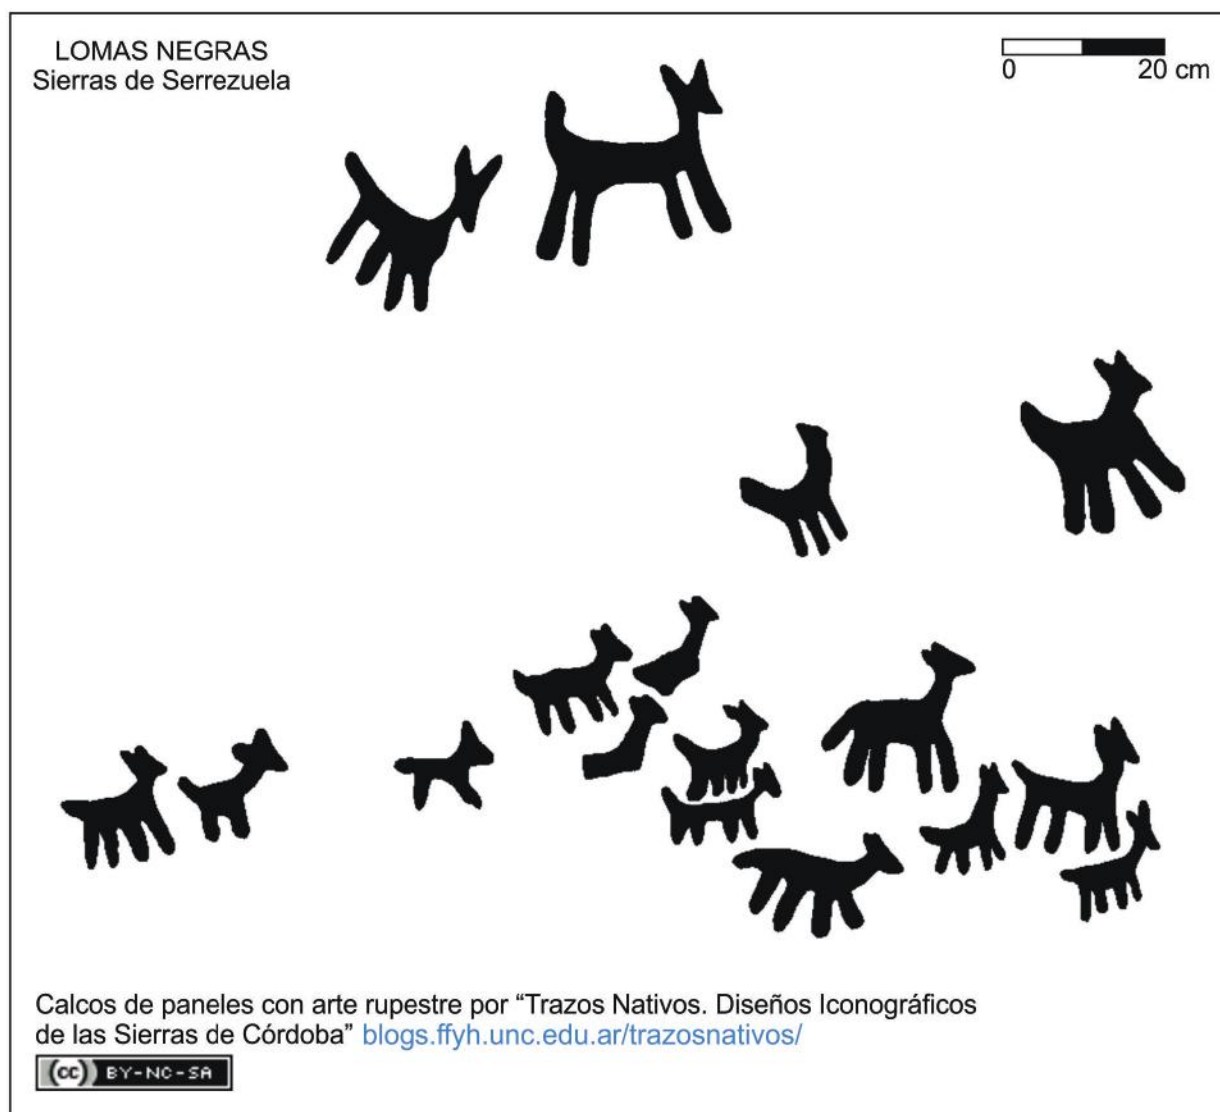 LOMAS NEGRAS
Sierras de Serrezuela
0 20 cm
Calcos de paneles con arte rupestre por “Trazos Nativos. Diseños Iconográficos
de las Sierras de Córdoba” blogs.ffyh.unc.edu.ar/trazosnativos/
(cc) BY-NC-SA